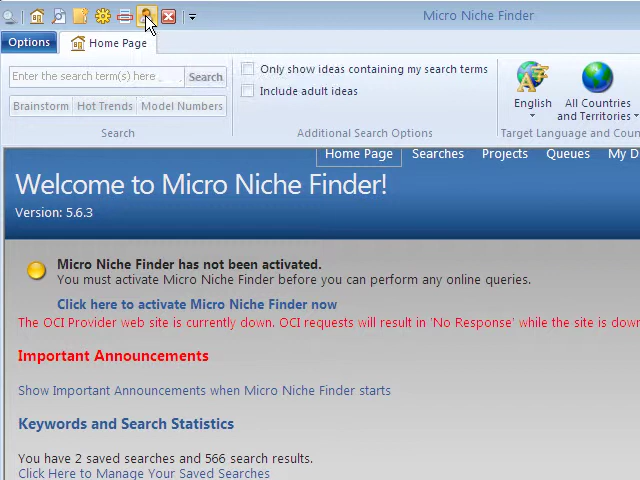 Micro Niche Finder
Options
Home Page
Enter the search term(s) here
Search
Only show ideas containing my search terms
Include adult ideas
Brainstorm
Hot Trends
Model Numbers
English
All Countries
and Territories
Search
Additional Search Options
Target Language and Coun
Home Page
Searches
Projects
Queues
My D
Welcome to Micro Niche Finder!
Version: 5.6.3
Micro Niche Finder has not been activated.
You must activate Micro Niche Finder before you can perform any online queries.
Click here to activate Micro Niche Finder now
The OCI Provider web site is currently down. OCI requests will result in 'No Response' while the site is down
Important Announcements
Show Important Announcements when Micro Niche Finder starts
Keywords and Search Statistics
You have 2 saved searches and 566 search results.
Click Here to Manage Your Saved Searches